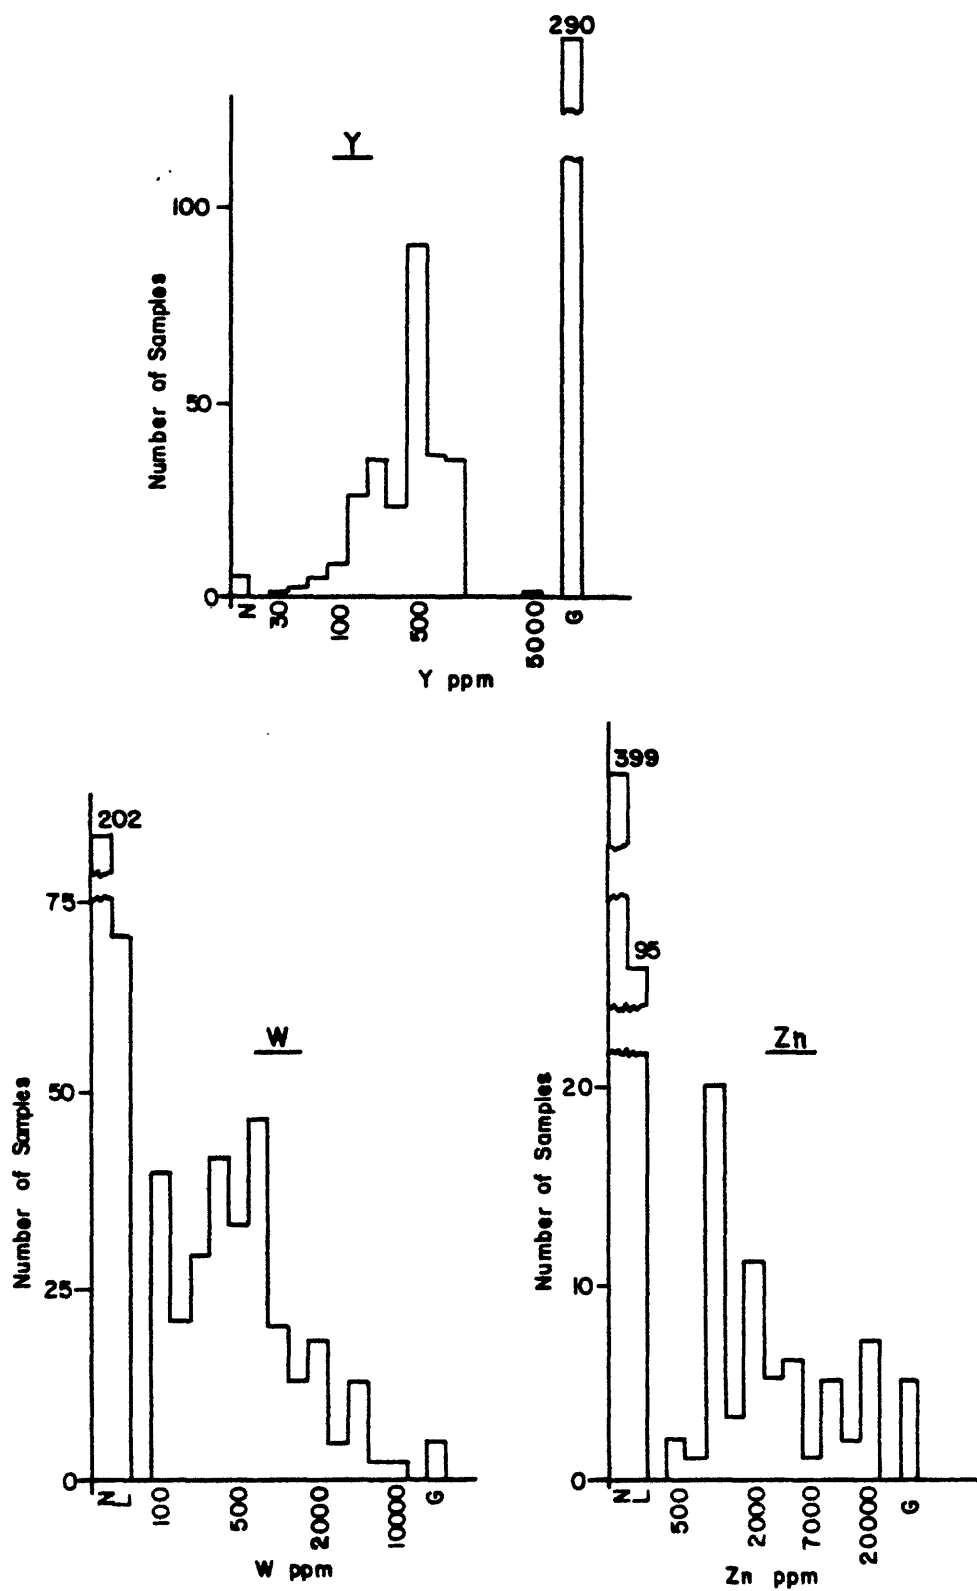 290
Y
100
50
0
Number of Samples
N 30 100 500 5000 G
Y ppm
202
75
50
25
0
Number of Samples
W
N L 100 500 2000 10000 G
W ppm
399
95
Zn
20
10
0
Number of Samples
N L 500 2000 7000 20000 G
Zn ppm